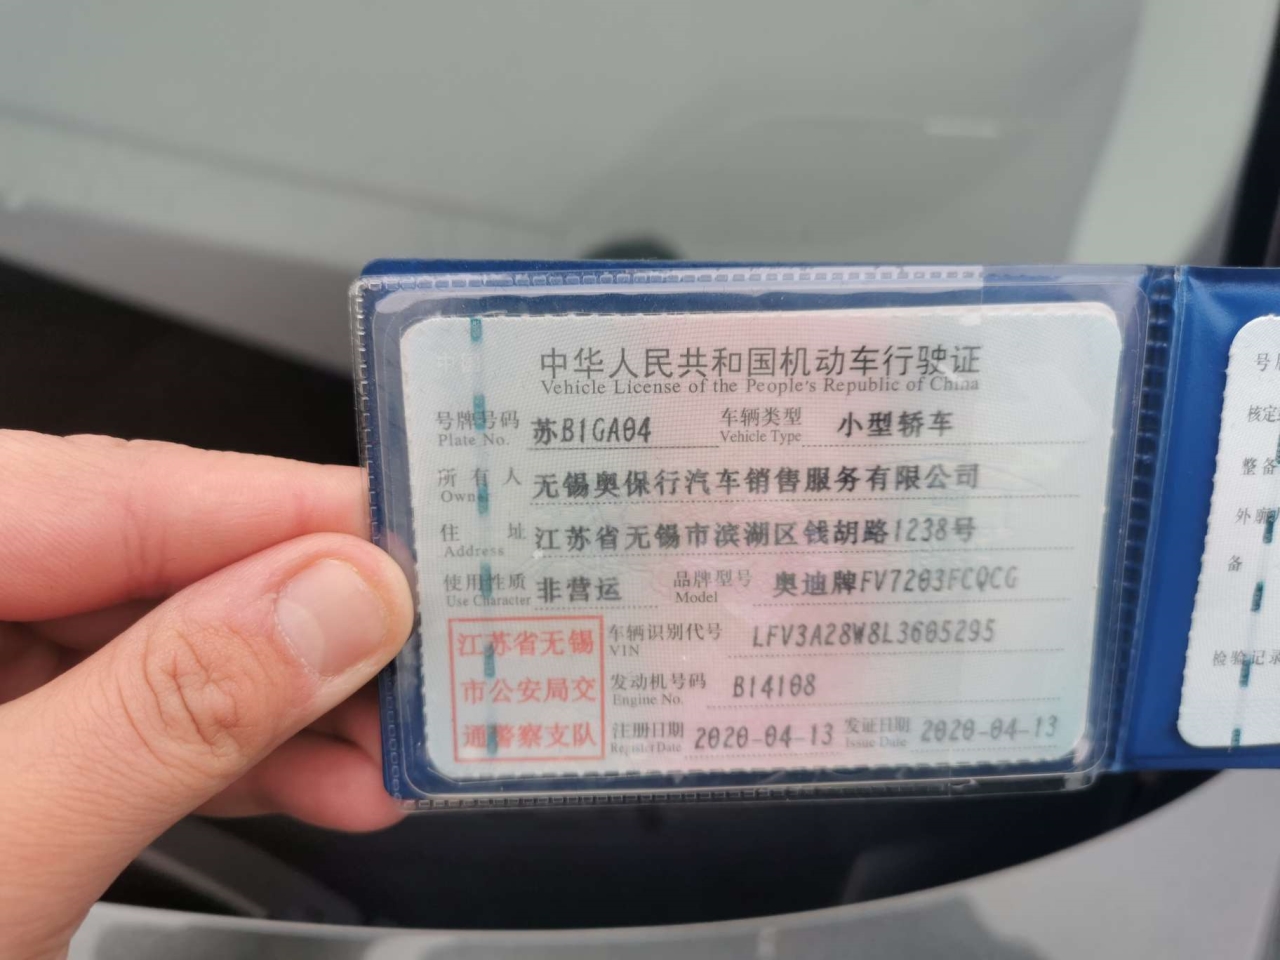 中华人民共和国机动车行驶证
Vehicle License of the People's Republic of China
号牌号码 苏B1GA04 车辆类型 小型轿车
Plate No. Vehicle Type
所有人 无锡奥保行汽车销售服务有限公司
Owner
住址 江苏省无锡市滨湖区钱胡路1238号
Address
使用性质 非营运 品牌型号 奥迪牌FV7203FCQCG
Use Character Model
江苏省无锡
市公安局交
通警察支队
车辆识别代号 LFV3A28W8L3605295
VIN
发动机号码 B14108
Engine No.
注册日期 2020-04-13 发证日期 2020-04-13
Register Date Issue Date
号牌
核定
整备
外廓
备
检验记录